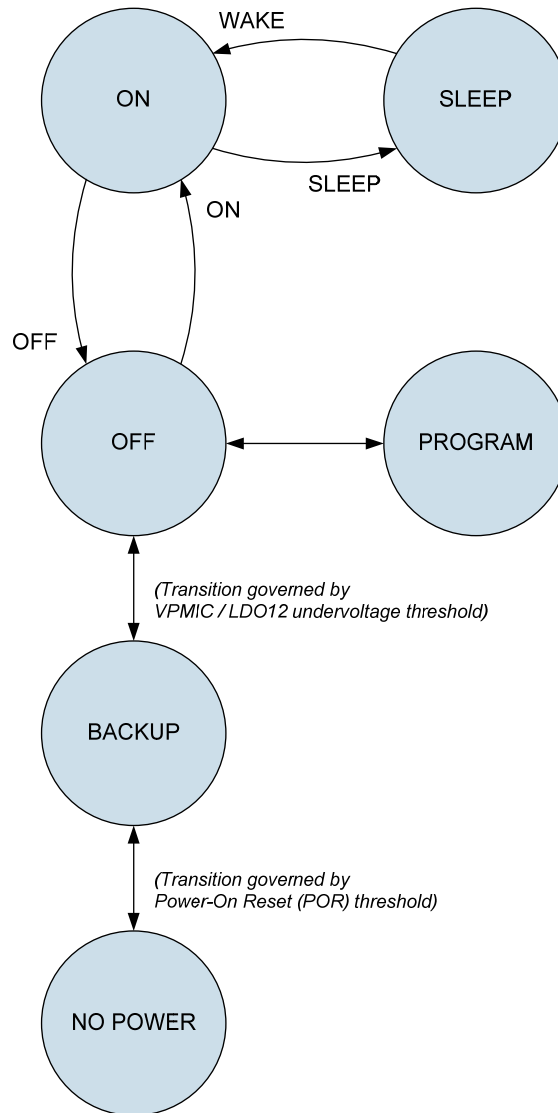 WAKE
ON
SLEEP
SLEEP
ON
OFF
OFF
PROGRAM
(Transition governed by
VPMIC / LDO12 undervoltage threshold)
BACKUP
(Transition governed by
Power-On Reset (POR) threshold)
NO POWER